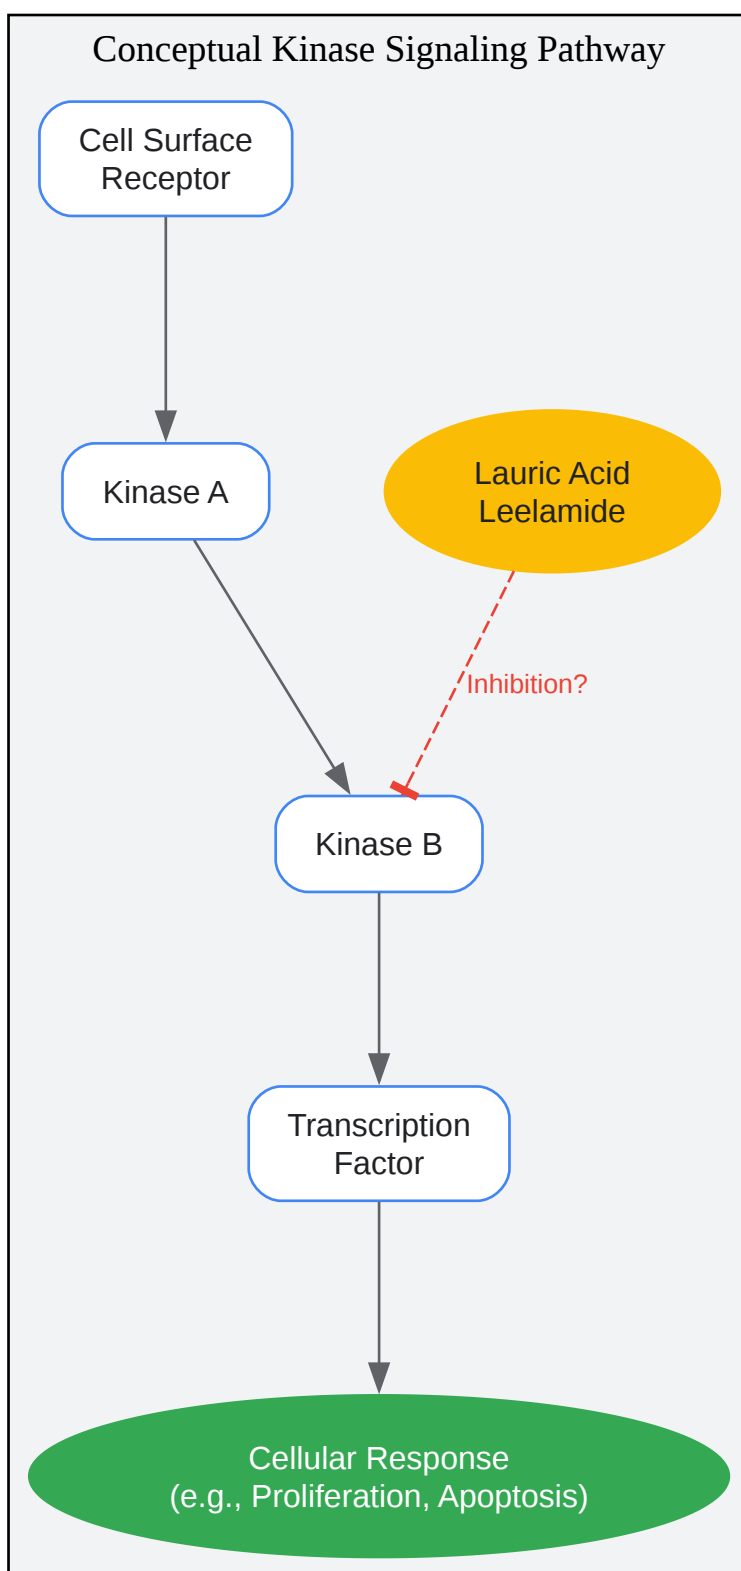 Conceptual Kinase Signaling Pathway
Cell Surface
Receptor
Kinase A
Lauric Acid
Leelamide
Inhibition?
Kinase B
Transcription
Factor
Cellular Response
(e.g., Proliferation, Apoptosis)